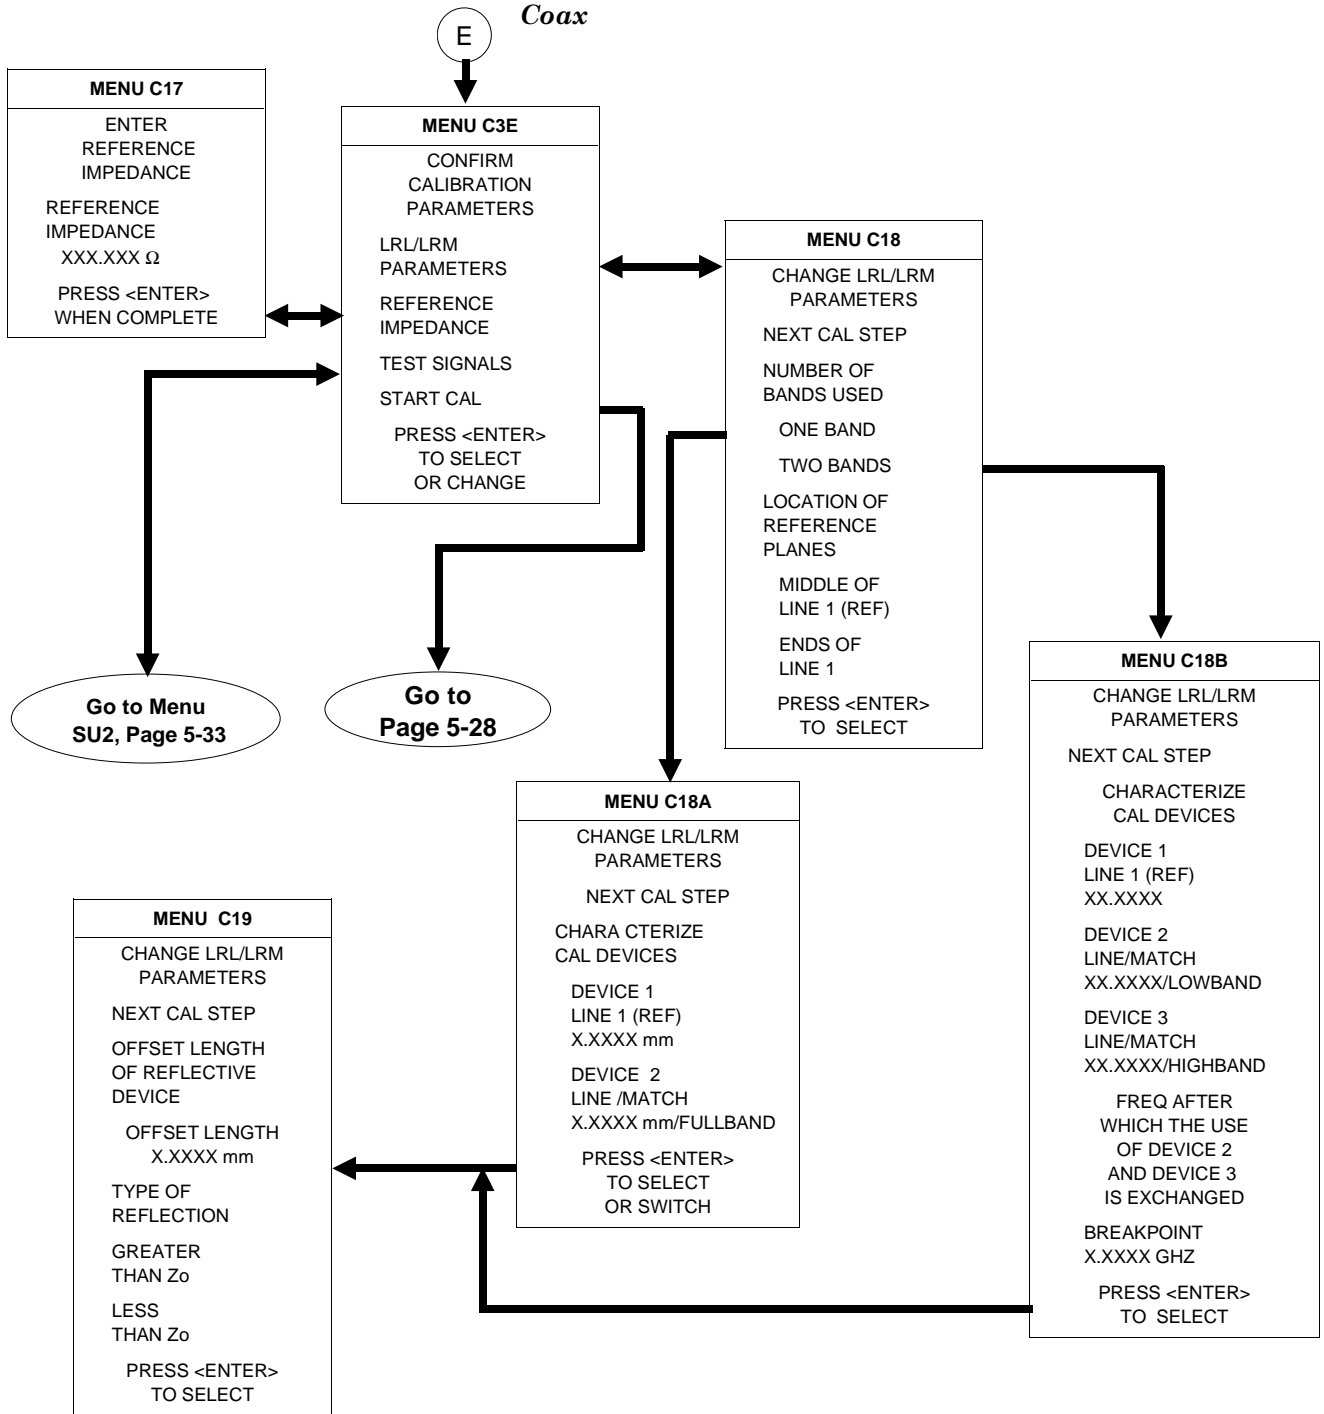 Coax
E
MENU C17
ENTER
REFERENCE
IMPEDANCE
REFERENCE
IMPEDANCE
XXX.XXX Ω
PRESS <ENTER>
WHEN COMPLETE
MENU C3E
CONFIRM
CALIBRATION
PARAMETERS
LRL/LRM
PARAMETERS
REFERENCE
IMPEDANCE
TEST SIGNALS
START CAL
PRESS <ENTER>
TO SELECT
OR CHANGE
MENU C18
CHANGE LRL/LRM
PARAMETERS
NEXT CAL STEP
NUMBER OF
BANDS USED
ONE BAND
TWO BANDS
LOCATION OF
REFERENCE
PLANES
MIDDLE OF
LINE 1 (REF)
ENDS OF
LINE 1
PRESS <ENTER>
TO SELECT
Go to Menu
SU2, Page 5-33
Go to
Page 5-28
MENU C18B
CHANGE LRL/LRM
PARAMETERS
NEXT CAL STEP
CHARACTERIZE
CAL DEVICES
DEVICE 1
LINE 1 (REF)
XX.XXXX
DEVICE 2
LINE/MATCH
XX.XXXX/LOWBAND
DEVICE 3
LINE/MATCH
XX.XXXX/HIGHBAND
FREQ AFTER
WHICH THE USE
OF DEVICE 2
AND DEVICE 3
IS EXCHANGED
BREAKPOINT
X.XXXX GHZ
PRESS <ENTER>
TO SELECT
MENU C18A
CHANGE LRL/LRM
PARAMETERS
NEXT CAL STEP
CHARA CTERIZE
CAL DEVICES
DEVICE 1
LINE 1 (REF)
X.XXXX mm
DEVICE 2
LINE /MATCH
X.XXXX mm/FULLBAND
PRESS <ENTER>
TO SELECT
OR SWITCH
MENU C19
CHANGE LRL/LRM
PARAMETERS
NEXT CAL STEP
OFFSET LENGTH
OF REFLECTIVE
DEVICE
OFFSET LENGTH
X.XXXX mm
TYPE OF
REFLECTION
GREATER
THAN Zo
LESS
THAN Zo
PRESS <ENTER>
TO SELECT